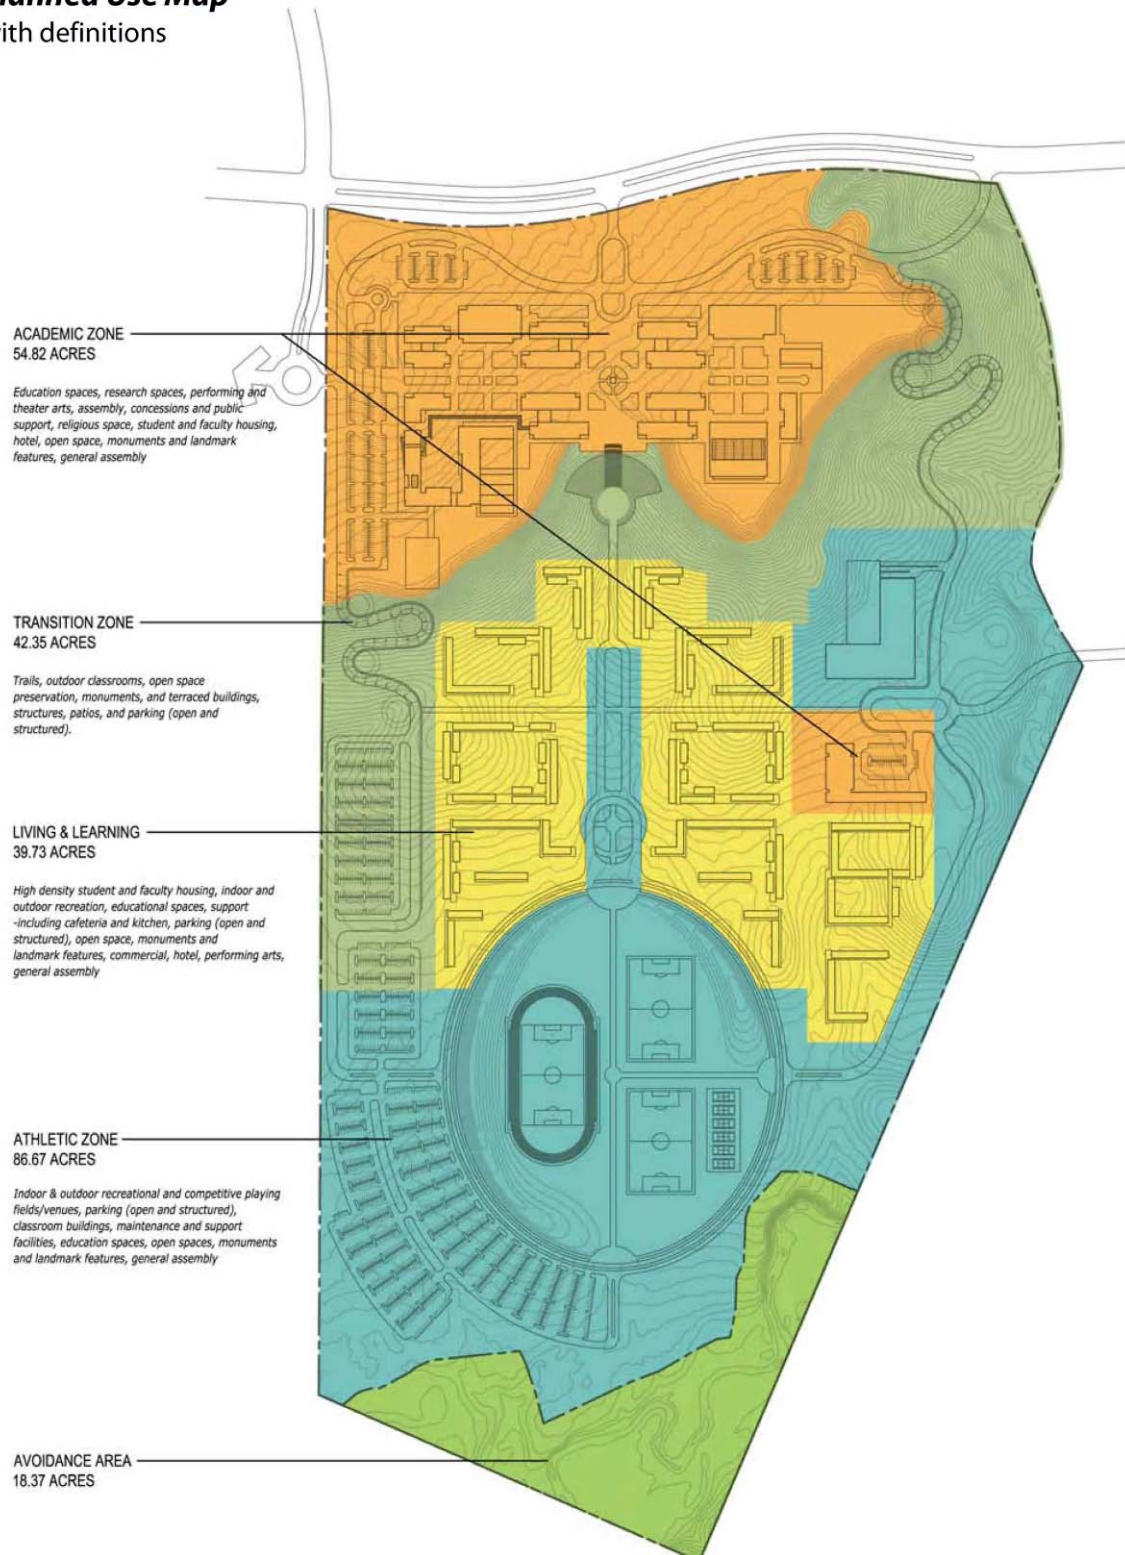 Use Map
definitions
ACADEMIC ZONE
54.82 ACRES
Education spaces, research spaces, performing and
theater arts, assembly, concessions and public
support, religious space, student and faculty housing,
hotel, open space, monuments and landmark
features, general assembly
TRANSITION ZONE
42.35 ACRES
Trails, outdoor classrooms, open space
preservation, monuments, and terraced buildings,
structures, patios, and parking (open and
structured).
LIVING & LEARNING
39.73 ACRES
High density student and faculty housing, indoor and
outdoor recreation, educational spaces, support
-including cafeteria and kitchen, parking (open and
structured), open space, monuments and
landmark features, commercial, hotel, performing arts,
general assembly
ATHLETIC ZONE
86.67 ACRES
Indoor & outdoor recreational and competitive playing
fields/venues, parking (open and structured),
classroom buildings, maintenance and support
facilities, education spaces, open spaces, monuments
and landmark features, general assembly
AVOIDANCE AREA
18.37 ACRES